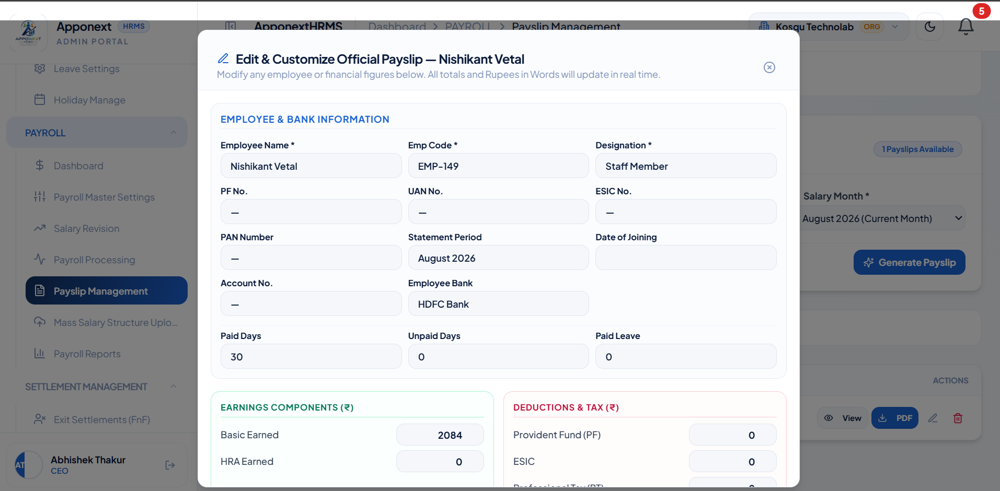 5
Apponext HRMS
ADMIN PORTAL
APPONEXT
HRMS
ApponextHRMS
Dashboard > PAYROLL > Payslip Management
Kosqu Technolab ORG
Leave Settings
Holiday Manage
PAYROLL
Dashboard
Payroll Master Settings
Salary Revision
Payroll Processing
Payslip Management
Mass Salary Structure Uplo...
Payroll Reports
SETTLEMENT MANAGEMENT
Exit Settlements (FnF)
AT
Abhishek Thakur
CEO
Edit & Customize Official Payslip — Nishikant Vetal
Modify any employee or financial figures below. All totals and Rupees in Words will update in real time.
EMPLOYEE & BANK INFORMATION
Employee Name * Emp Code * Designation *
Nishikant Vetal EMP-149 Staff Member
PF No. UAN No. ESIC No.
— — —
PAN Number Statement Period Date of Joining
— August 2026
Account No. Employee Bank
— HDFC Bank
Paid Days Unpaid Days Paid Leave
30 0 0
EARNINGS COMPONENTS (₹)
Basic Earned 2084
HRA Earned 0
DEDUCTIONS & TAX (₹)
Provident Fund (PF) 0
ESIC 0
Professional Tax (PT) 0
1 Payslips Available
Salary Month *
August 2026 (Current Month)
Generate Payslip
ACTIONS
View PDF